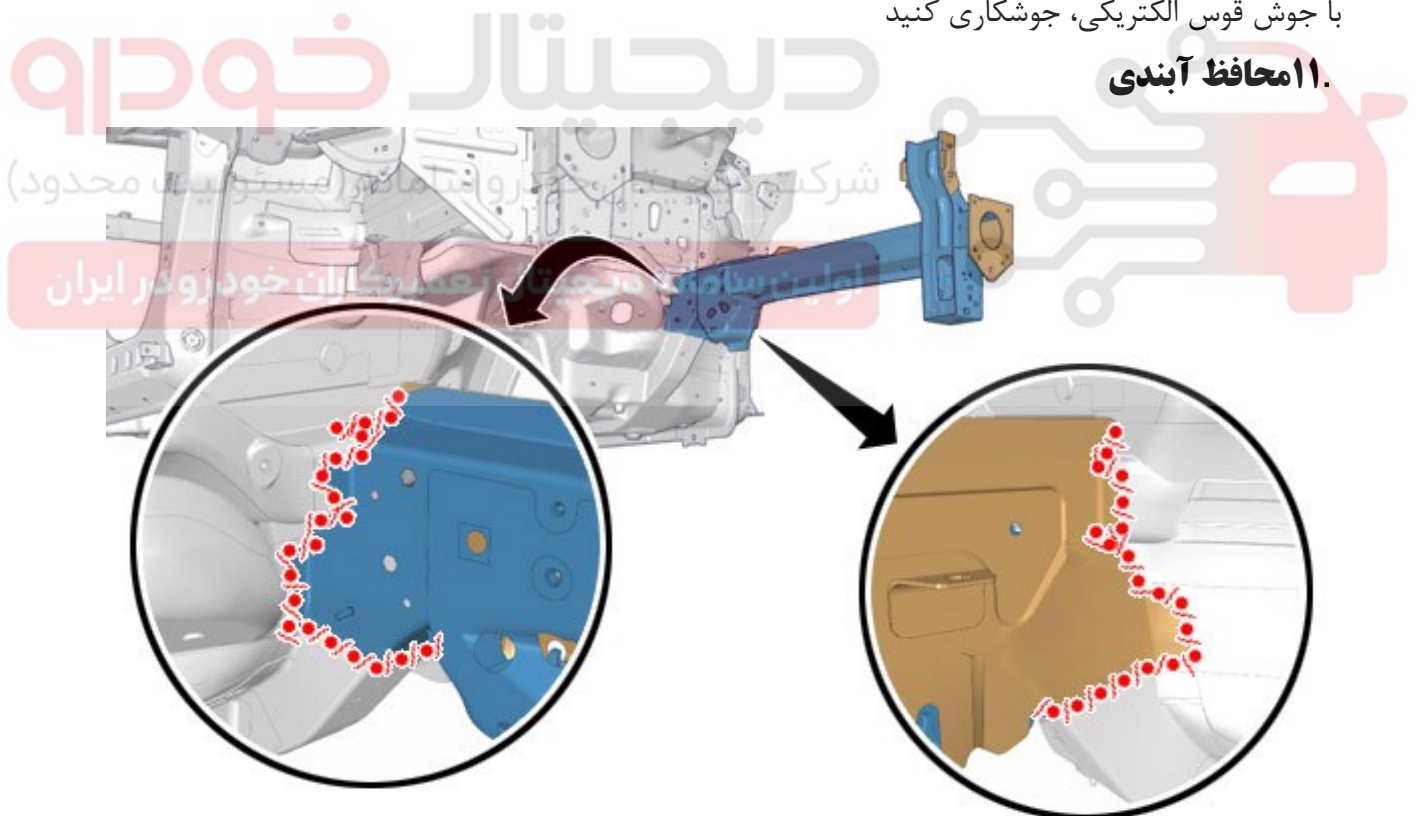 با جوش قوس الکتریکی، جوشکاری کنید
دیجیتال خودرو
.11محافظ آبندی
شرکت دیجیتال خودرو سامانه (مسئولیت محدود)
اولین سامانه دیجیتال تعمیرکاران خودرو در ایران